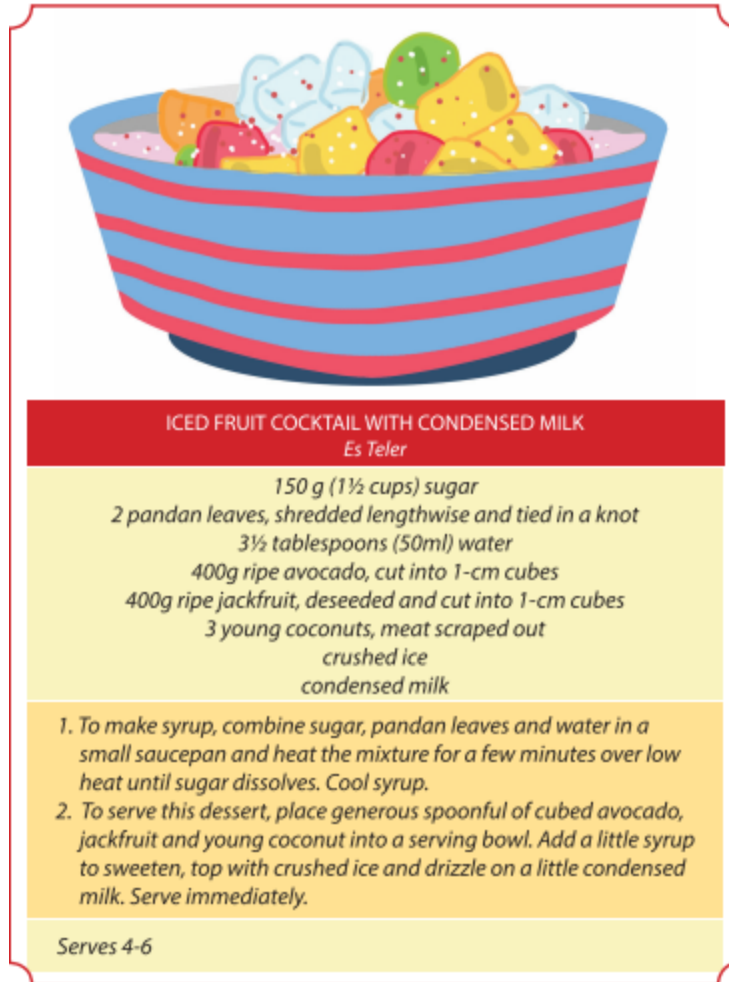 ICED FRUIT COCKTAIL WITH CONDENSED MILK
Es Teler
150 g (1½ cups) sugar
2 pandan leaves, shredded lengthwise and tied in a knot
3½ tablespoons (50ml) water
400g ripe avocado, cut into 1-cm cubes
400g ripe jackfruit, deseeded and cut into 1-cm cubes
3 young coconuts, meat scraped out
crushed ice
condensed milk
1. To make syrup, combine sugar, pandan leaves and water in a
small saucepan and heat the mixture for a few minutes over low
heat until sugar dissolves. Cool syrup.
2. To serve this dessert, place generous spoonful of cubed avocado,
jackfruit and young coconut into a serving bowl. Add a little syrup
to sweeten, top with crushed ice and drizzle on a little condensed
milk. Serve immediately.
Serves 4-6